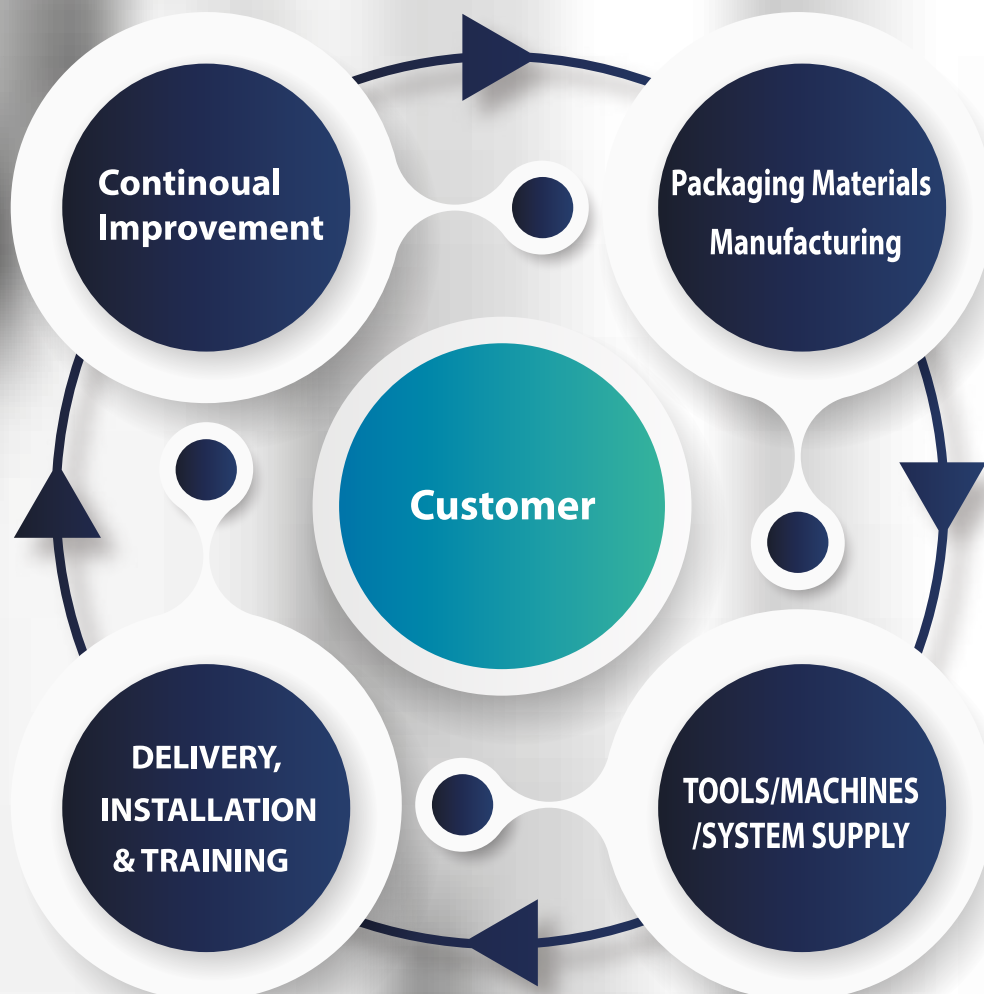 Continoual
Improvement
Packaging Materials
Manufacturing
Customer
DELIVERY,
INSTALLATION
& TRAINING
TOOLS/MACHINES
/SYSTEM SUPPLY